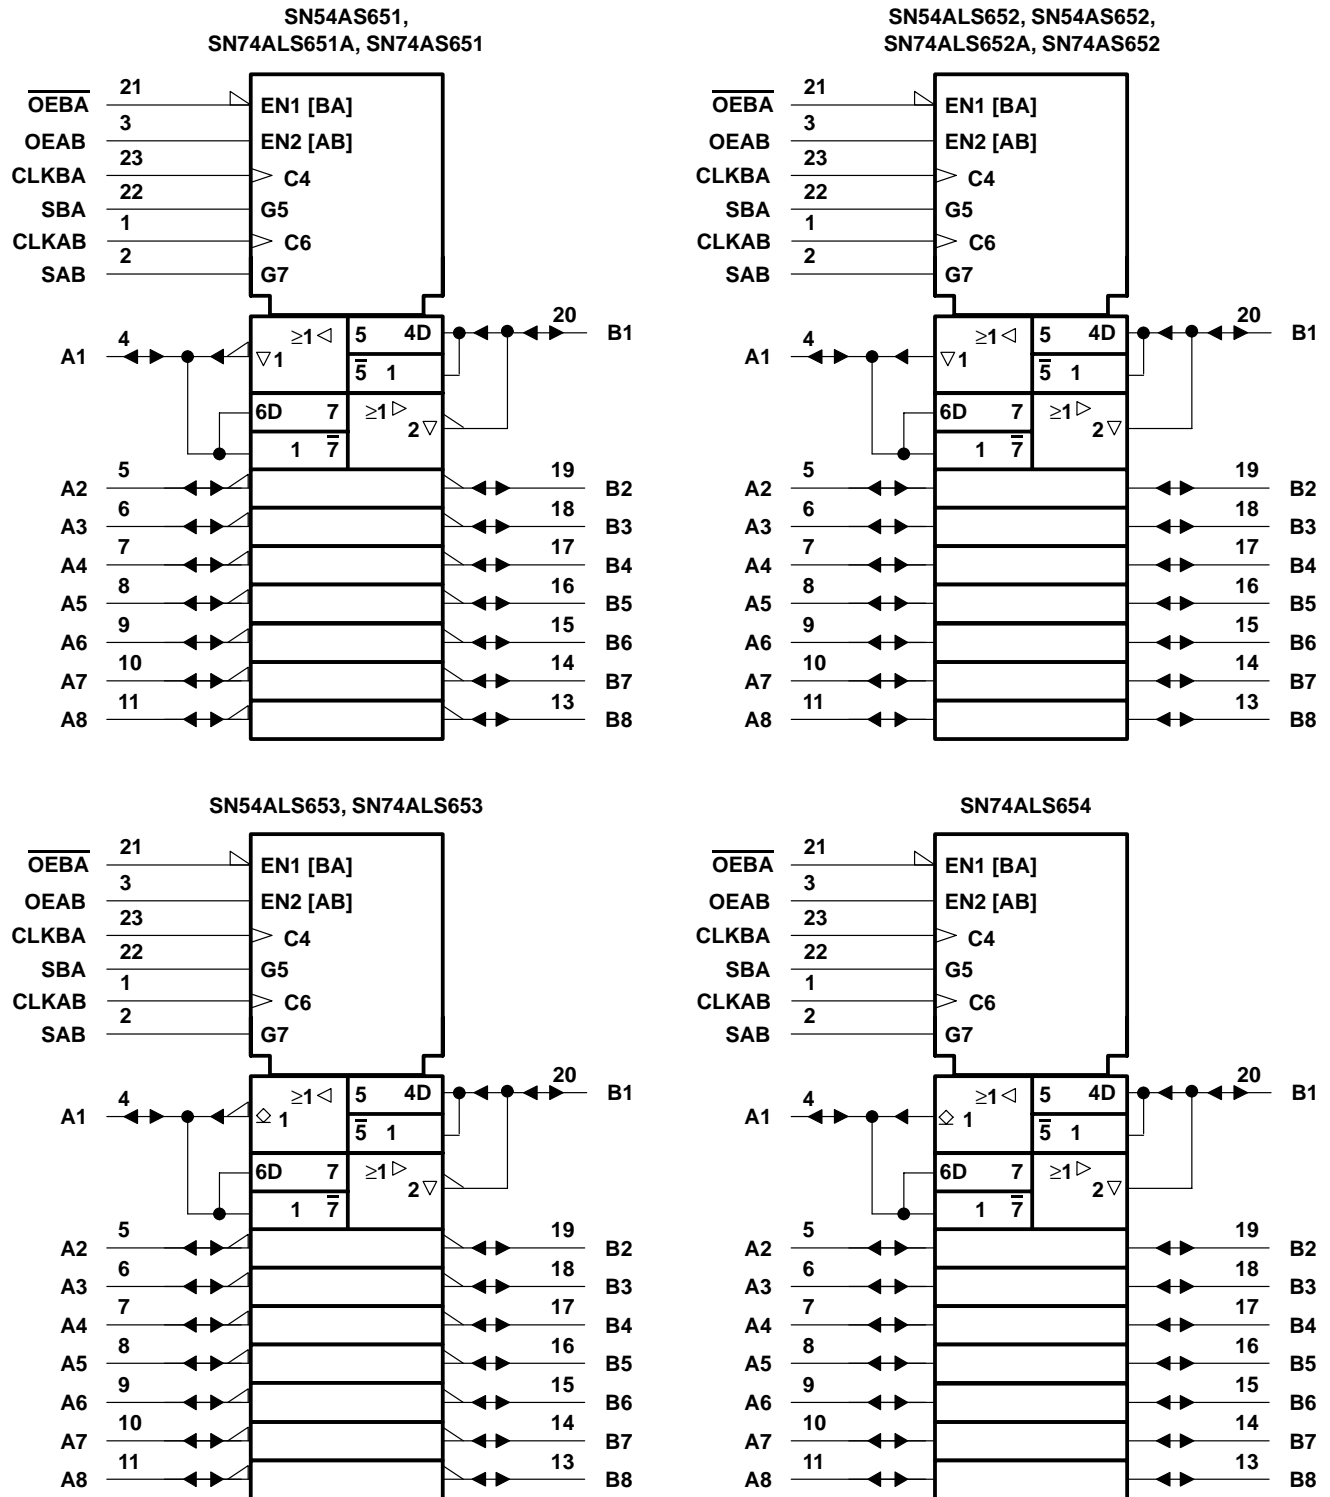 SN54AS651,
SN74ALS651A, SN74AS651
OEBA 21 EN1 [BA]
OEAB 3 EN2 [AB]
CLKBA 23 C4
SBA 22 G5
CLKAB 1 C6
SAB 2 G7
A1 4 ≥1 ◁ 5 4D 20 B1
▽ 1 5̅ 1
6D 7 ≥1 ▷
2 ▽
1 7̅
A2 5 19 B2
A3 6 18 B3
A4 7 17 B4
A5 8 16 B5
A6 9 15 B6
A7 10 14 B7
A8 11 13 B8
SN54ALS652, SN54AS652,
SN74ALS652A, SN74AS652
OEBA 21 EN1 [BA]
OEAB 3 EN2 [AB]
CLKBA 23 C4
SBA 22 G5
CLKAB 1 C6
SAB 2 G7
A1 4 ≥1 ◁ 5 4D 20 B1
▽ 1 5̅ 1
6D 7 ≥1 ▷
2 ▽
1 7̅
A2 5 19 B2
A3 6 18 B3
A4 7 17 B4
A5 8 16 B5
A6 9 15 B6
A7 10 14 B7
A8 11 13 B8
SN54ALS653, SN74ALS653
OEBA 21 EN1 [BA]
OEAB 3 EN2 [AB]
CLKBA 23 C4
SBA 22 G5
CLKAB 1 C6
SAB 2 G7
A1 4 ≥1 ◁ 5 4D 20 B1
◇ 1 5̅ 1
6D 7 ≥1 ▷
2 ▽
1 7̅
A2 5 19 B2
A3 6 18 B3
A4 7 17 B4
A5 8 16 B5
A6 9 15 B6
A7 10 14 B7
A8 11 13 B8
SN74ALS654
OEBA 21 EN1 [BA]
OEAB 3 EN2 [AB]
CLKBA 23 C4
SBA 22 G5
CLKAB 1 C6
SAB 2 G7
A1 4 ≥1 ◁ 5 4D 20 B1
◇ 1 5̅ 1
6D 7 ≥1 ▷
2 ▽
1 7̅
A2 5 19 B2
A3 6 18 B3
A4 7 17 B4
A5 8 16 B5
A6 9 15 B6
A7 10 14 B7
A8 11 13 B8